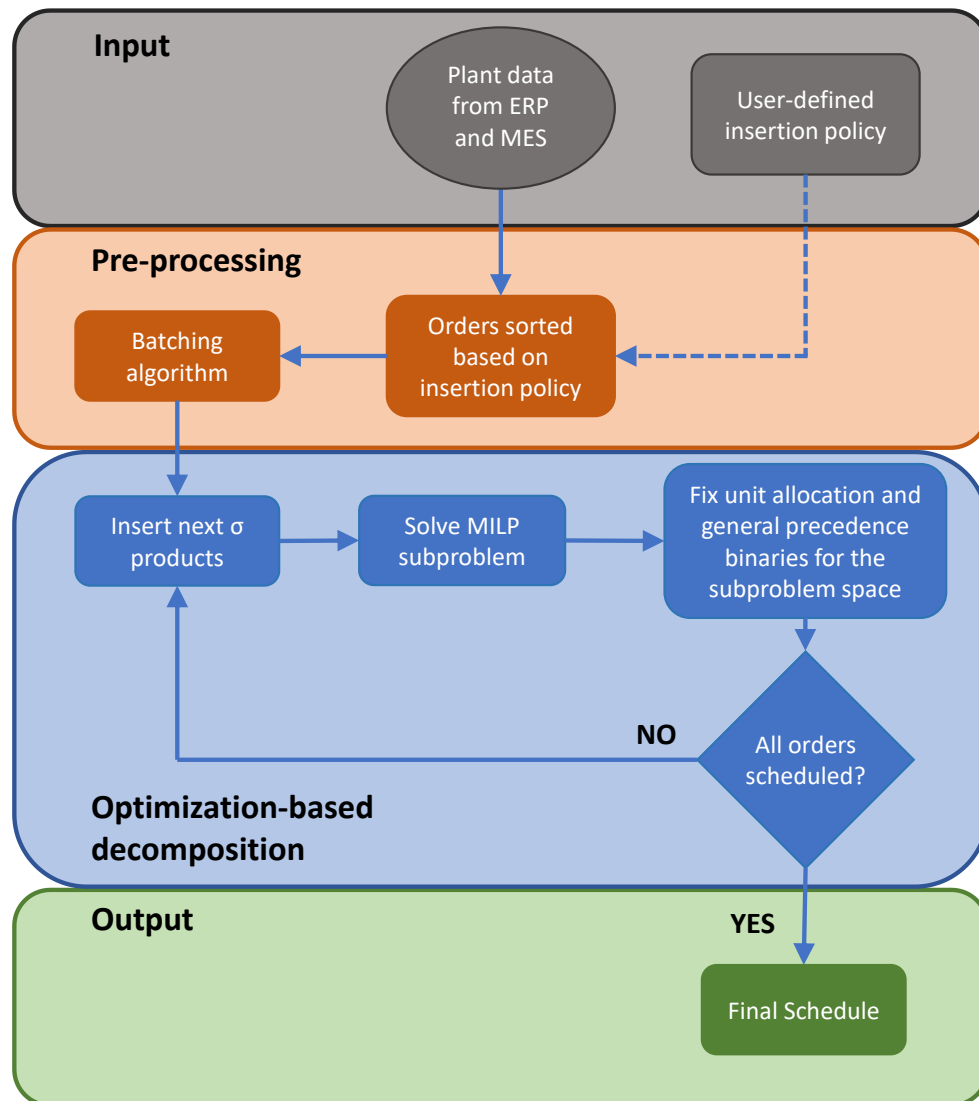 Input
Plant data
from ERP
and MES
User-defined
insertion policy
Pre-processing
Orders sorted
based on
insertion policy
Batching
algorithm
Insert next σ
products
Solve MILP
subproblem
Fix unit allocation and
general precedence
binaries for the
subproblem space
All orders
scheduled?
NO
Optimization-based
decomposition
YES
Output
Final Schedule